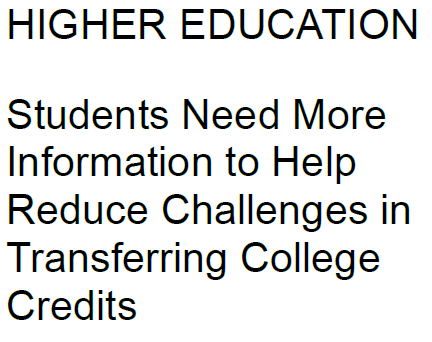 HIGHER EDUCATION
Students Need More
Information to Help
Reduce Challenges in
Transferring College
Credits